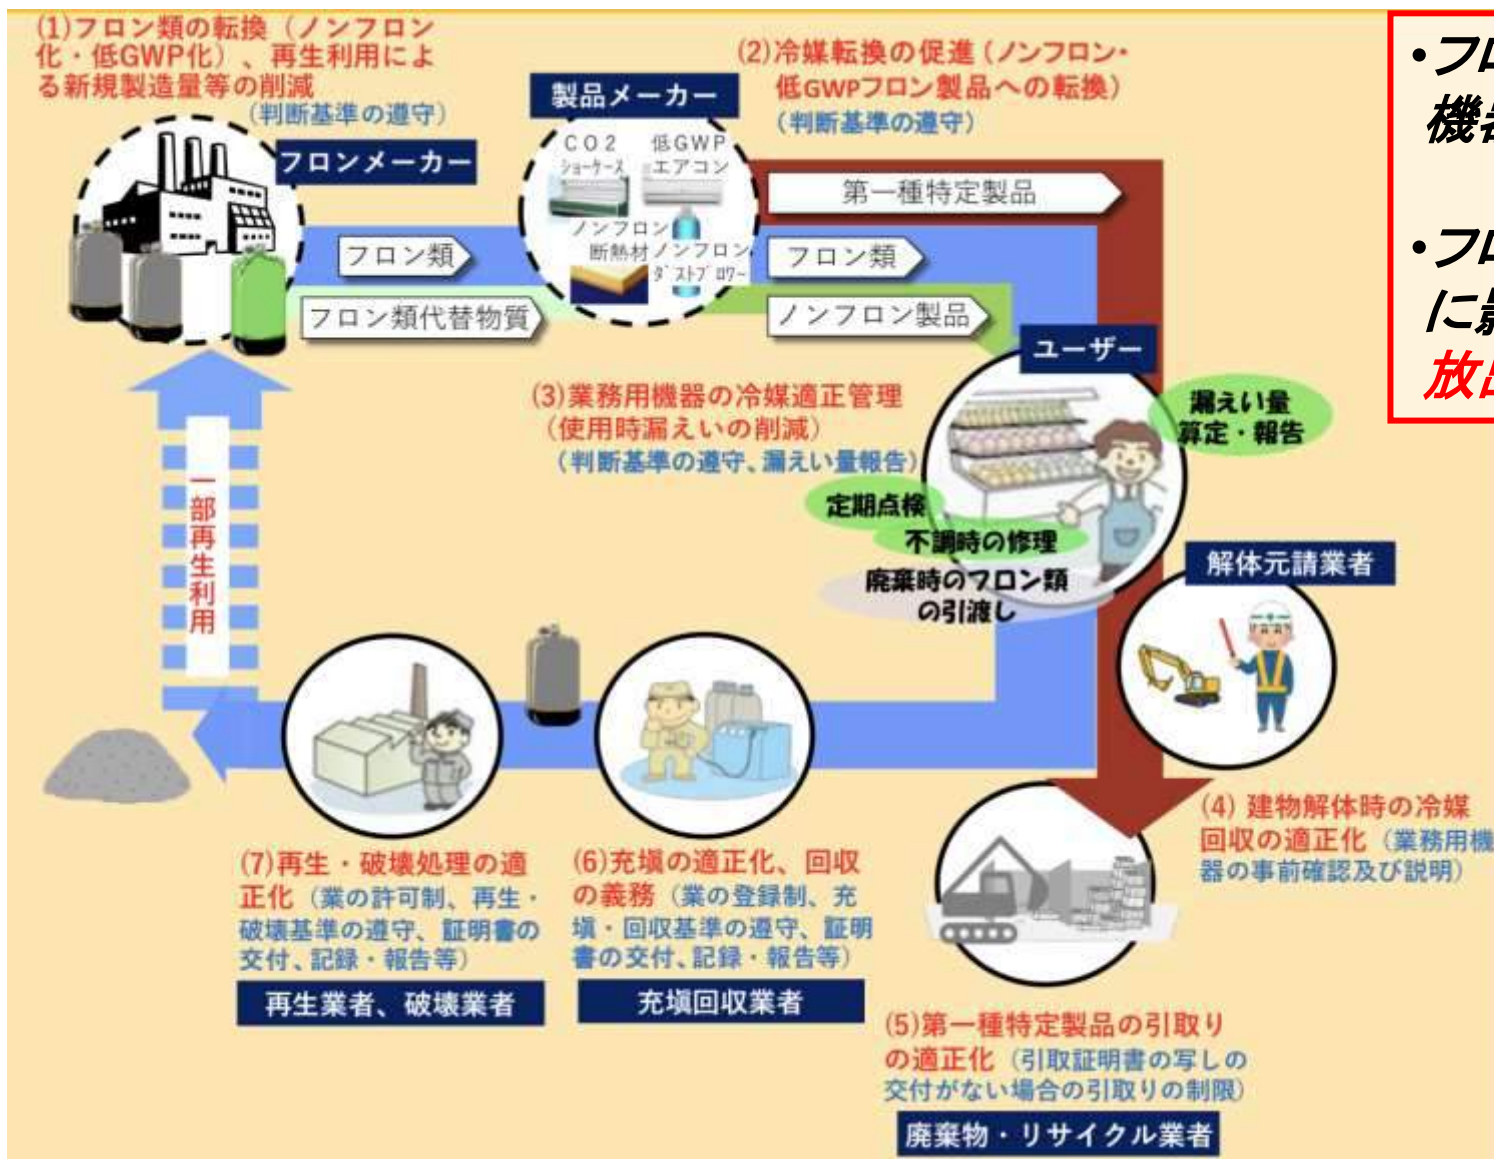 (1)フロン類の転換（ノンフロン
化・低GWP化）、再生利用によ
る新規製造量等の削減
（判断基準の遵守）
フロンメーカー
製品メーカー
CO2
ショーケース
低GWP
エアコン
ノンフロン
断熱材
ノンフロン
ダストブロワー
(2)冷媒転換の促進（ノンフロン・
低GWPフロン製品への転換）
（判断基準の遵守）
第一種特定製品
フロン類
フロン類
フロン類代替物質
ノンフロン製品
・フロ
機器
・フロ
に影
放出
ユーザー
(3)業務用機器の冷媒適正管理
（使用時漏えいの削減）
（判断基準の遵守、漏えい量報告）
漏えい量
算定・報告
定期点検
不調時の修理
廃棄時のフロン類
の引渡し
一部再生利用
解体元請業者
(4) 建物解体時の冷媒
回収の適正化（業務用機
器の事前確認及び説明）
(7)再生・破壊処理の適
正化（業の許可制、再生・
破壊基準の遵守、証明書の
交付、記録・報告等）
再生業者、破壊業者
(6)充塡の適正化、回収
の義務（業の登録制、充
塡・回収基準の遵守、証明
書の交付、記録・報告等）
充塡回収業者
(5)第一種特定製品の引取り
の適正化（引取証明書の写しの
交付がない場合の引取りの制限）
廃棄物・リサイクル業者